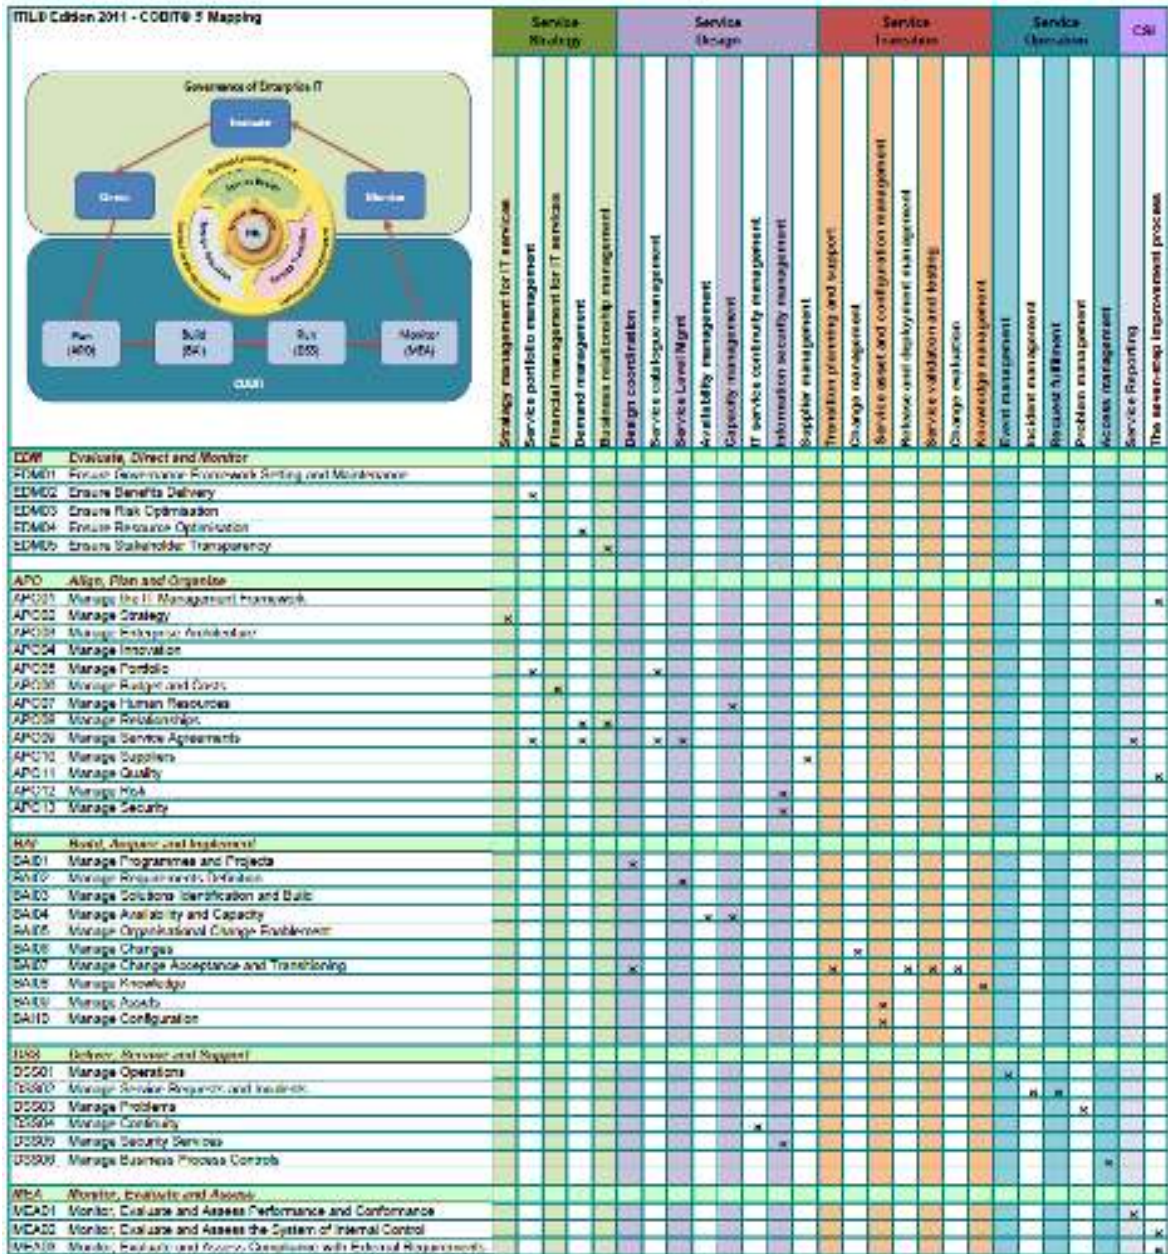 ITIL® Edition 2011 - COBIT® 5 Mapping
Service Strategy
Service Design
Service Transition
Service Operation
CSI
Governance of Enterprise IT
Evaluate
Direct
Monitor
Plan (APO)
Build (BAI)
Run (DSS)
Monitor (MEA)
Strategy management for IT services
Service portfolio management
Financial management for IT services
Demand management
Business relationship management
Design coordination
Service catalogue management
Service Level Mgmt
Availability management
Capacity management
IT service continuity management
Information security management
Supplier management
Transition planning and support
Change management
Service asset and configuration management
Release and deployment management
Service validation and testing
Change evaluation
Knowledge management
Event management
Incident management
Request fulfilment
Problem management
Access management
Service Reporting
The seven-step improvement process
EDM Evaluate, Direct and Monitor
EDM01 Ensure Governance Framework Setting and Maintenance
EDM02 Ensure Benefits Delivery x
EDM03 Ensure Risk Optimisation
EDM04 Ensure Resource Optimisation x
EDM05 Ensure Stakeholder Transparency x
APO Align, Plan and Organise
APO01 Manage the IT Management Framework x
APO02 Manage Strategy x
APO03 Manage Enterprise Architecture
APO04 Manage Innovation
APO05 Manage Portfolio x x
APO06 Manage Budget and Costs x
APO07 Manage Human Resources x
APO08 Manage Relationships x x
APO09 Manage Service Agreements x x x x x
APO10 Manage Suppliers x
APO11 Manage Quality x
APO12 Manage Risk x
APO13 Manage Security x
BAI Build, Acquire and Implement
BAI01 Manage Programmes and Projects x
BAI02 Manage Requirements Definition x
BAI03 Manage Solutions Identification and Build
BAI04 Manage Availability and Capacity x x
BAI05 Manage Organisational Change Enablement
BAI06 Manage Changes x
BAI07 Manage Change Acceptance and Transitioning x x x x x
BAI08 Manage Knowledge x
BAI09 Manage Assets x
BAI10 Manage Configuration x
DSS Deliver, Service and Support
DSS01 Manage Operations x
DSS02 Manage Service Requests and Incidents x x
DSS03 Manage Problems x
DSS04 Manage Continuity x
DSS05 Manage Security Services x
DSS06 Manage Business Process Controls x
MEA Monitor, Evaluate and Assess
MEA01 Monitor, Evaluate and Assess Performance and Conformance x
MEA02 Monitor, Evaluate and Assess the System of Internal Control x
MEA03 Monitor, Evaluate and Assess Compliance with External Requirements